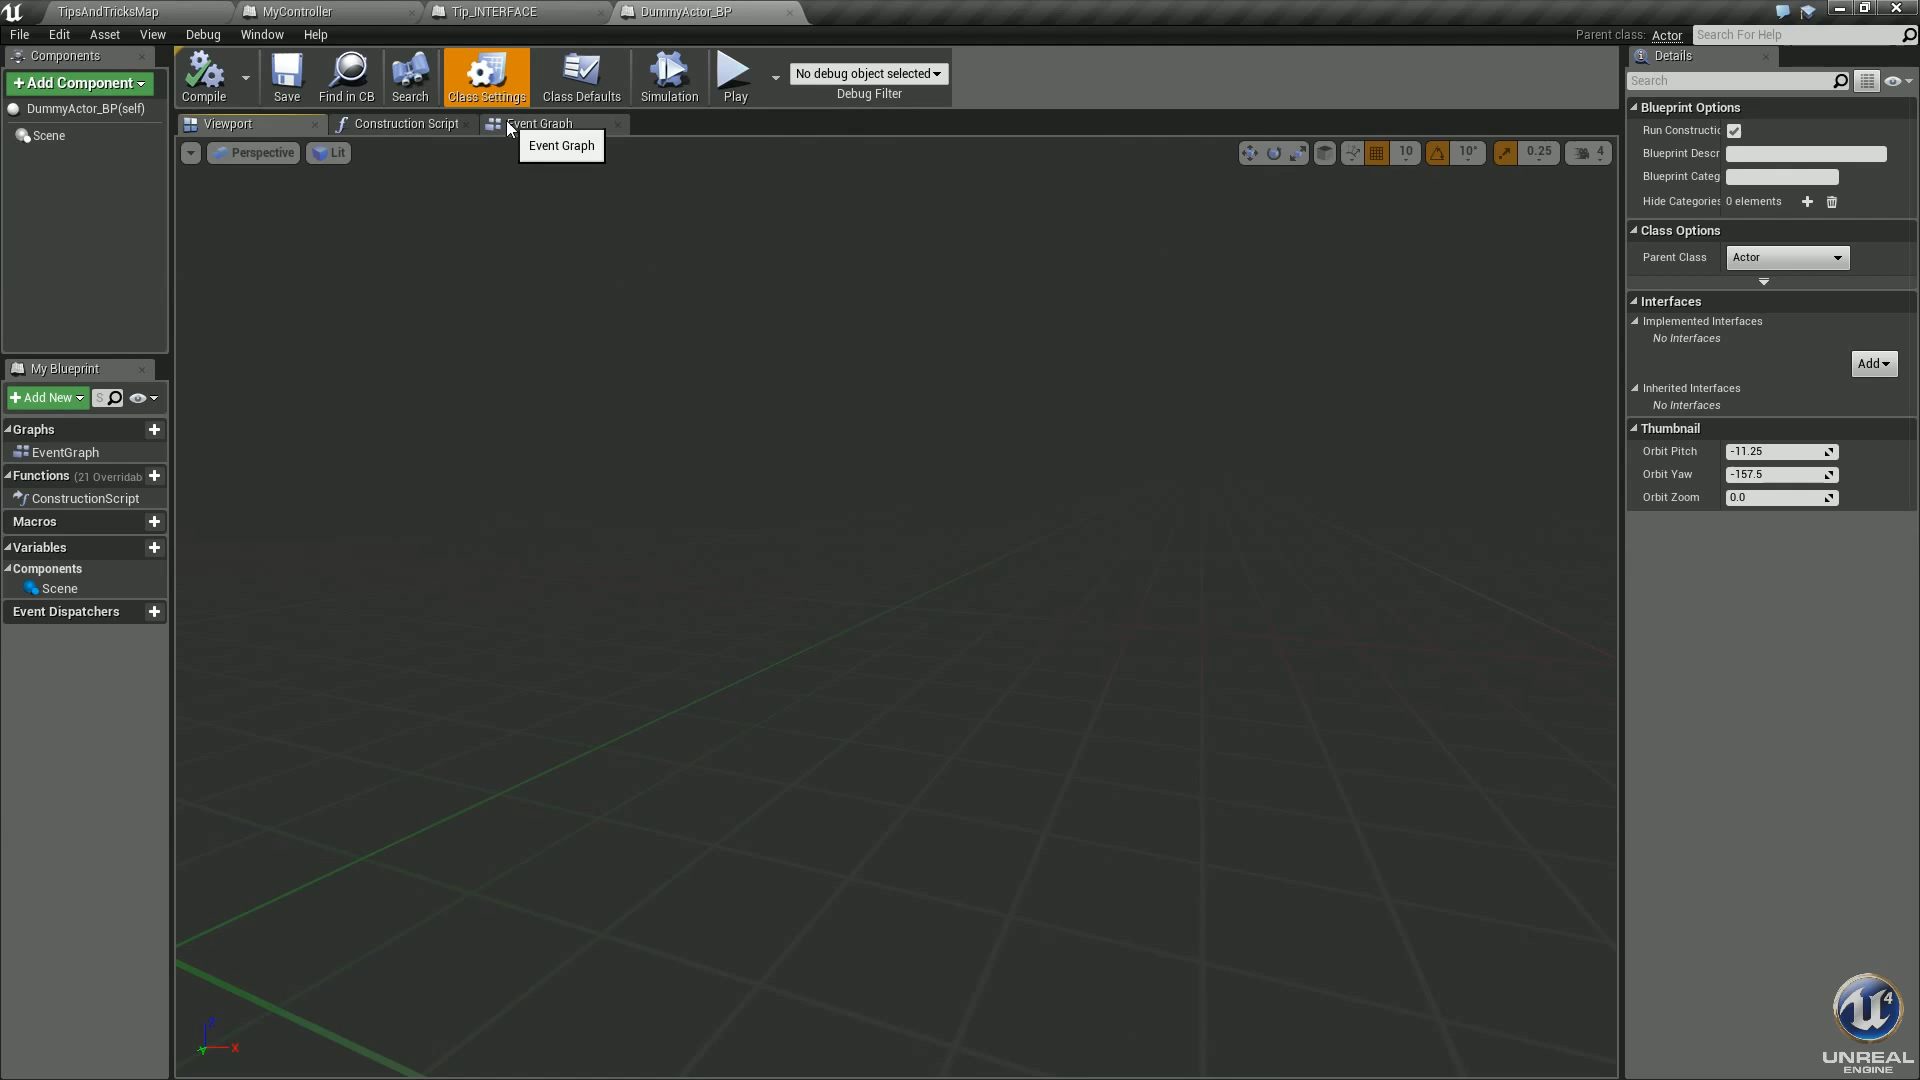 TipsAndTricksMap
MyController
Tip_INTERFACE
DummyActor_BP
File
Edit
Asset
View
Debug
Window
Help
Parent class: Actor
Search For Help
Components
+Add Component
DummyActor_BP(self)
Scene
Compile
Save
Find in CB
Search
Class Settings
Class Defaults
Simulation
Play
No debug object selected
Debug Filter
Viewport
Construction Script
Event Graph
Event Graph
Perspective
Lit
10
10°
0.25
4
My Blueprint
+Add New
S
Graphs
EventGraph
Functions (21 Overridab
ConstructionScript
Macros
Variables
Components
Scene
Event Dispatchers
Details
Search
Blueprint Options
Run Constructic
Blueprint Descr
Blueprint Categ
Hide Categories 0 elements
Class Options
Parent Class Actor
Interfaces
Implemented Interfaces
No Interfaces
Add
Inherited Interfaces
No Interfaces
Thumbnail
Orbit Pitch -11.25
Orbit Yaw -157.5
Orbit Zoom 0.0
Z
Y
X
4
UNREAL
ENGINE